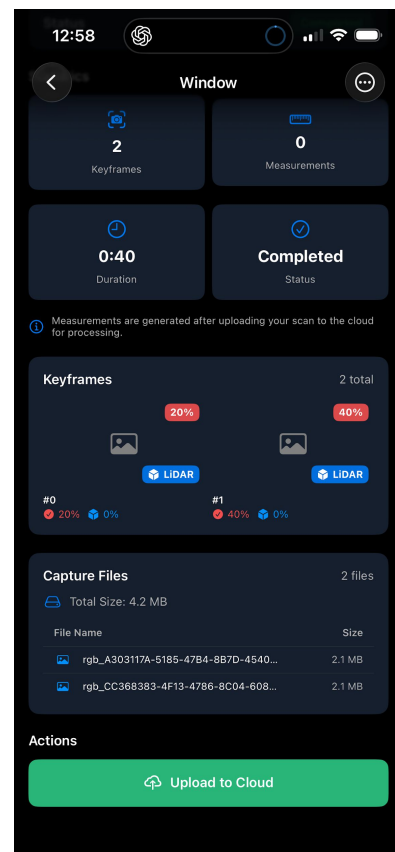 12:58
Window
2
Keyframes
0
Measurements
0:40
Duration
Completed
Status
Measurements are generated after uploading your scan to the cloud
for processing.
Keyframes
2 total
20%
40%
LiDAR
LiDAR
#0
#1
20%
0%
40%
0%
Capture Files
2 files
Total Size: 4.2 MB
File Name
Size
rgb_A303117A-5185-47B4-8B7D-4540...
2.1 MB
rgb_CC368383-4F13-4786-8C04-608...
2.1 MB
Actions
Upload to Cloud